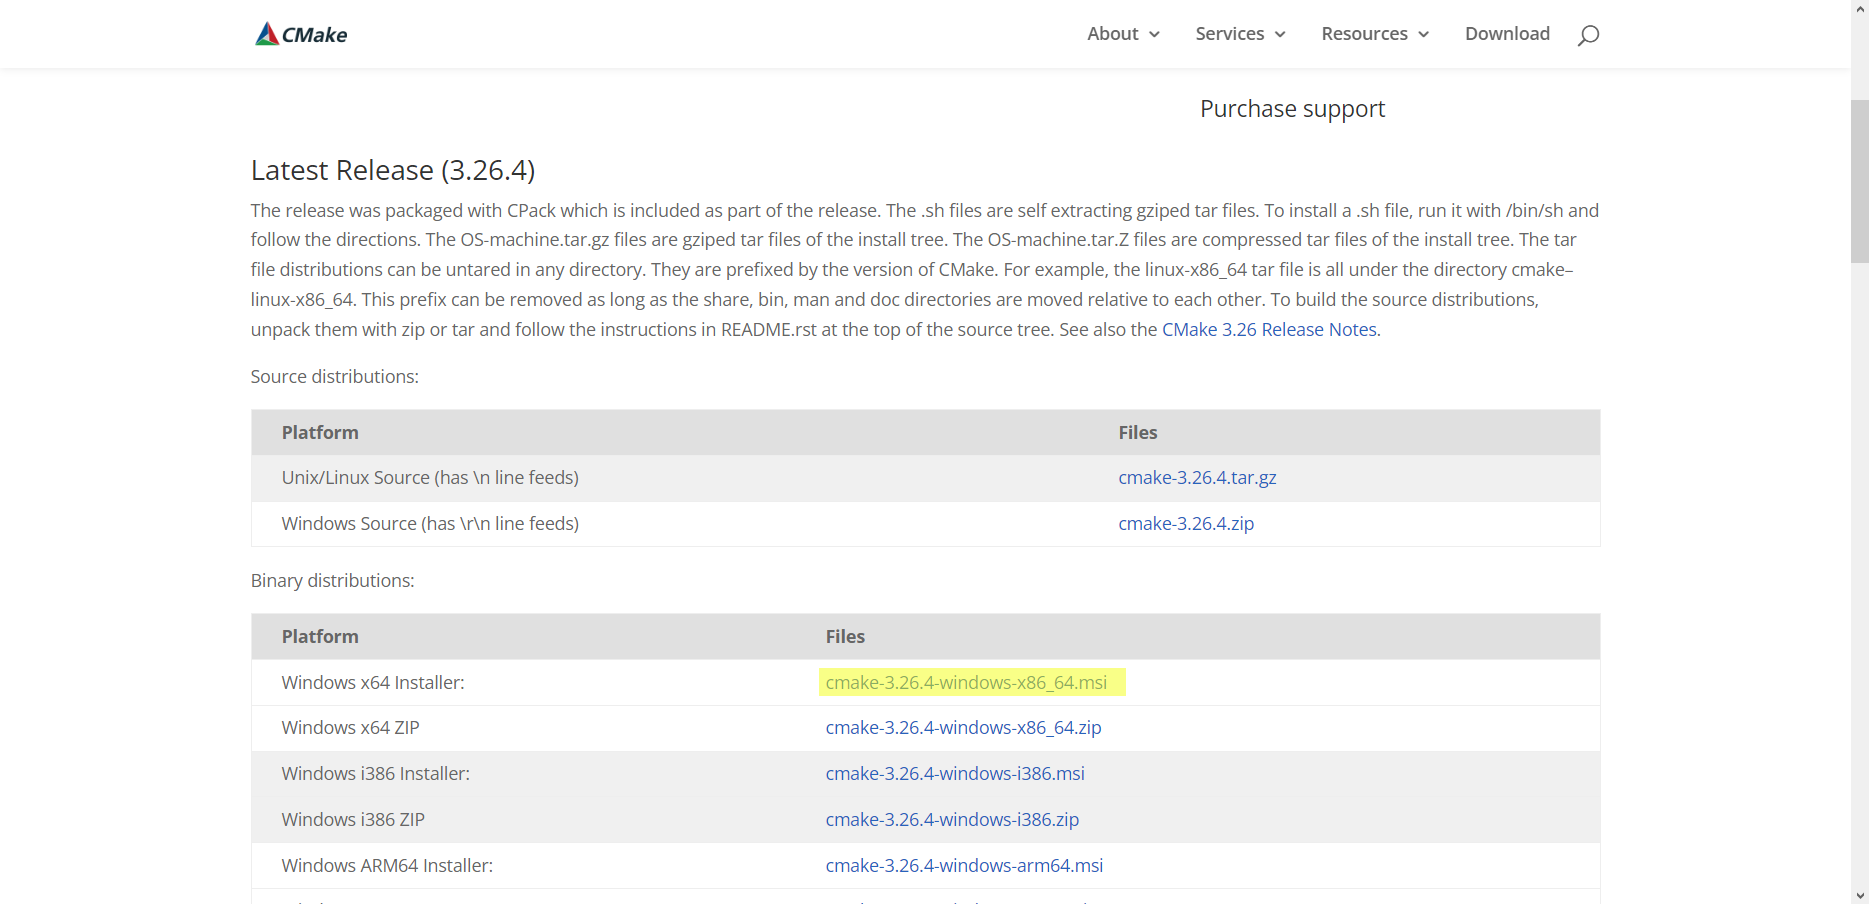 CMake
About
Services
Resources
Download
Purchase support
Latest Release (3.26.4)
The release was packaged with CPack which is included as part of the release. The .sh files are self extracting gziped tar files. To install a .sh file, run it with /bin/sh and
follow the directions. The OS-machine.tar.gz files are gziped tar files of the install tree. The OS-machine.tar.Z files are compressed tar files of the install tree. The tar
file distributions can be untared in any directory. They are prefixed by the version of CMake. For example, the linux-x86_64 tar file is all under the directory cmake–
linux-x86_64. This prefix can be removed as long as the share, bin, man and doc directories are moved relative to each other. To build the source distributions,
unpack them with zip or tar and follow the instructions in README.rst at the top of the source tree. See also the CMake 3.26 Release Notes.
Source distributions:
Platform Files
Unix/Linux Source (has \n line feeds) cmake-3.26.4.tar.gz
Windows Source (has \r\n line feeds) cmake-3.26.4.zip
Binary distributions:
Platform Files
Windows x64 Installer: cmake-3.26.4-windows-x86_64.msi
Windows x64 ZIP cmake-3.26.4-windows-x86_64.zip
Windows i386 Installer: cmake-3.26.4-windows-i386.msi
Windows i386 ZIP cmake-3.26.4-windows-i386.zip
Windows ARM64 Installer: cmake-3.26.4-windows-arm64.msi